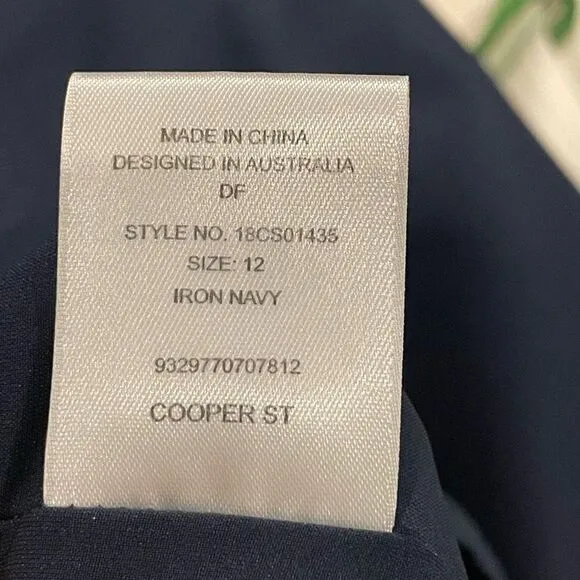 MADE IN CHINA
DESIGNED IN AUSTRALIA
DF
STYLE NO. 18CS01435
SIZE: 12
IRON NAVY
9329770707812
COOPER ST